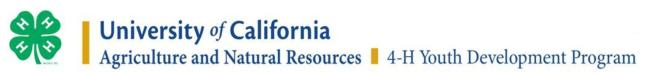 H H
H H
University of California
Agriculture and Natural Resources 4-H Youth Development Program